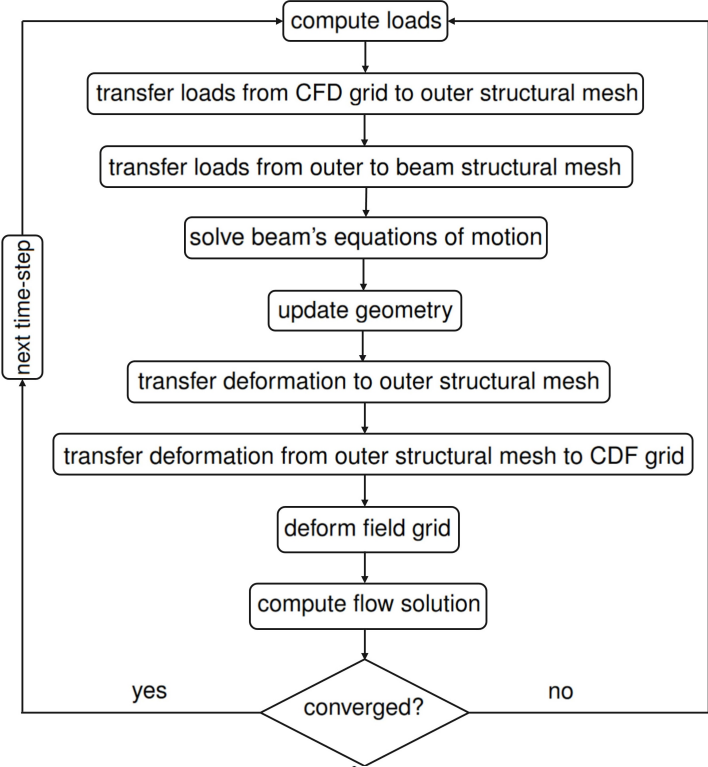 compute loads
transfer loads from CFD grid to outer structural mesh
transfer loads from outer to beam structural mesh
solve beam's equations of motion
next time-step
update geometry
transfer deformation to outer structural mesh
transfer deformation from outer structural mesh to CDF grid
deform field grid
compute flow solution
yes
converged?
no